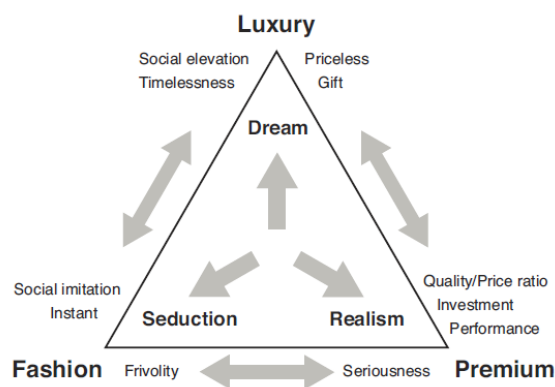 Luxury
Social elevation
Timelessness
Priceless
Gift
Dream
Social imitation
Instant
Quality/Price ratio
Investment
Performance
Seduction
Realism
Fashion
Frivolity
Seriousness
Premium